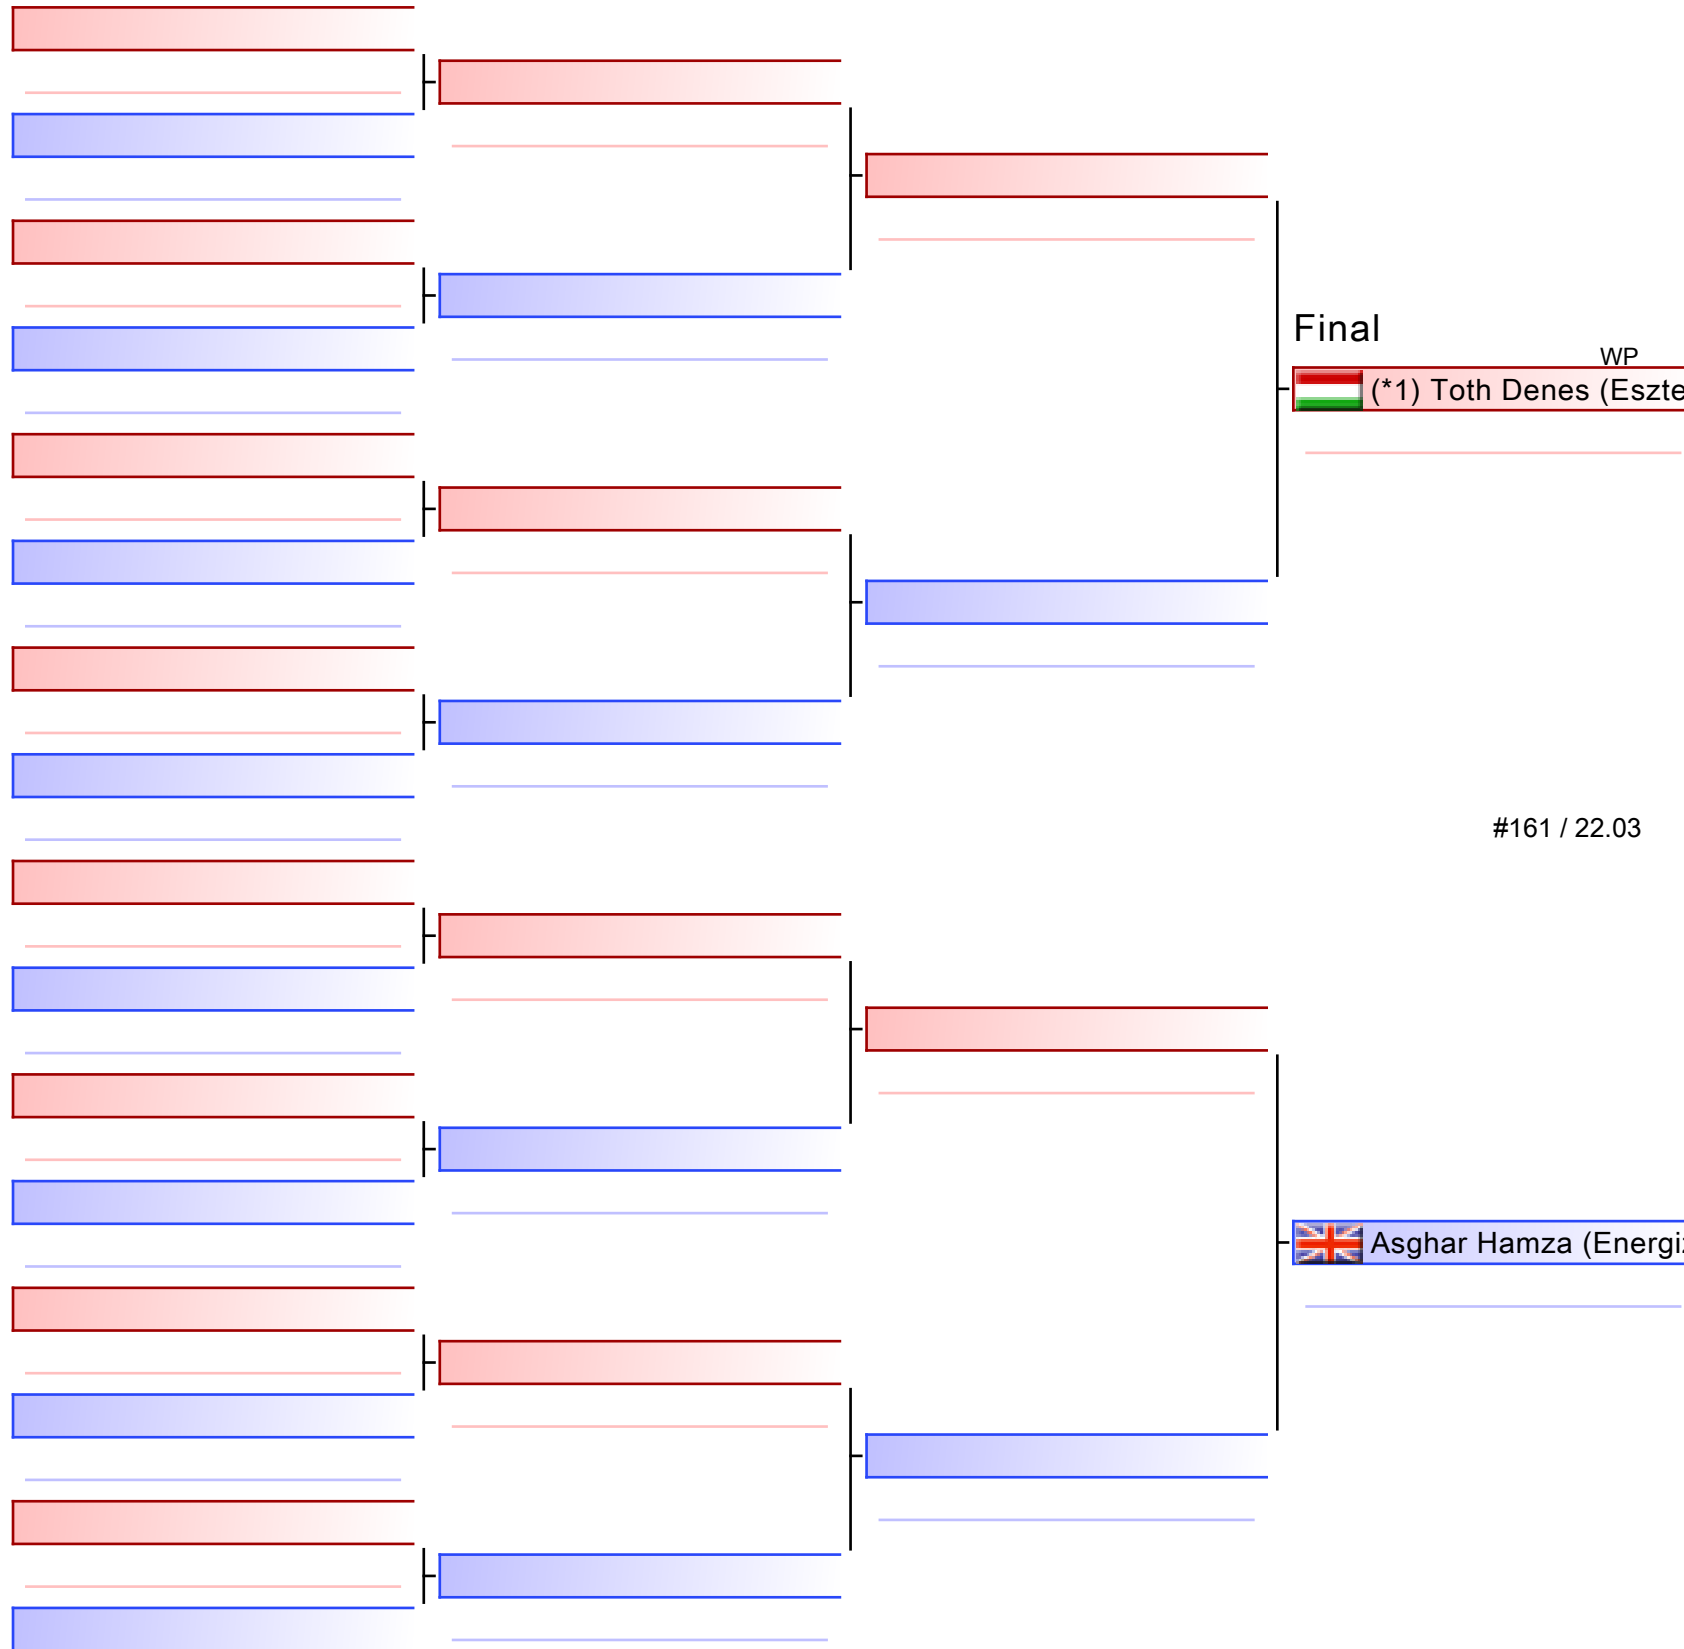 Final
WP
(*1) Toth Denes (Eszte
#161 / 22.03
Asghar Hamza (Energi